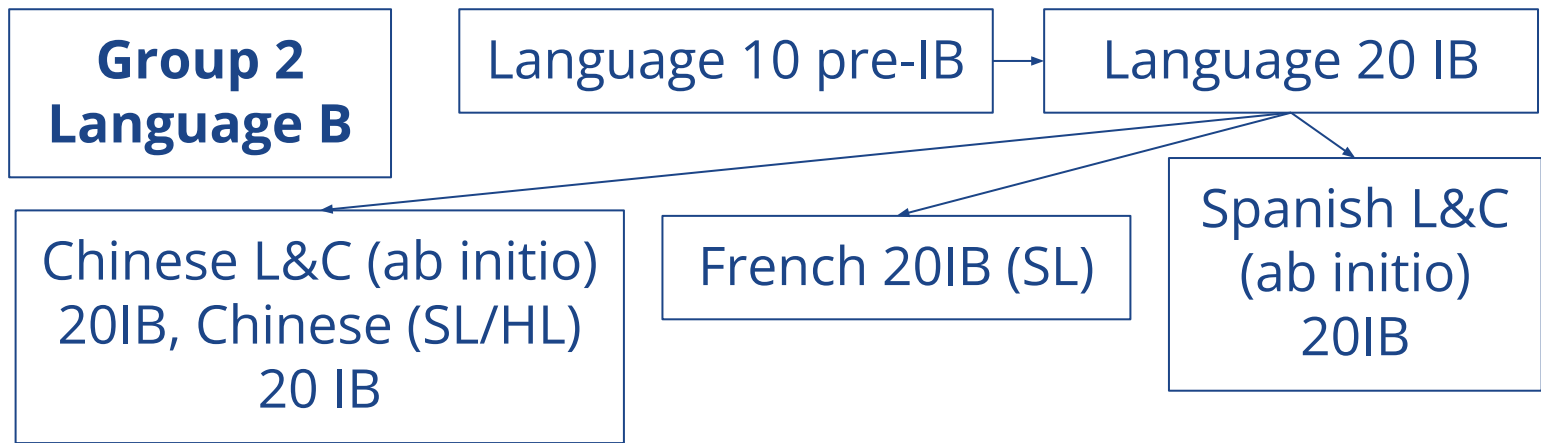 Group 2
Language B
Language 10 pre-IB
Language 20 IB
Chinese L&C (ab initio)
20IB, Chinese (SL/HL)
20 IB
French 20IB (SL)
Spanish L&C
(ab initio)
20IB